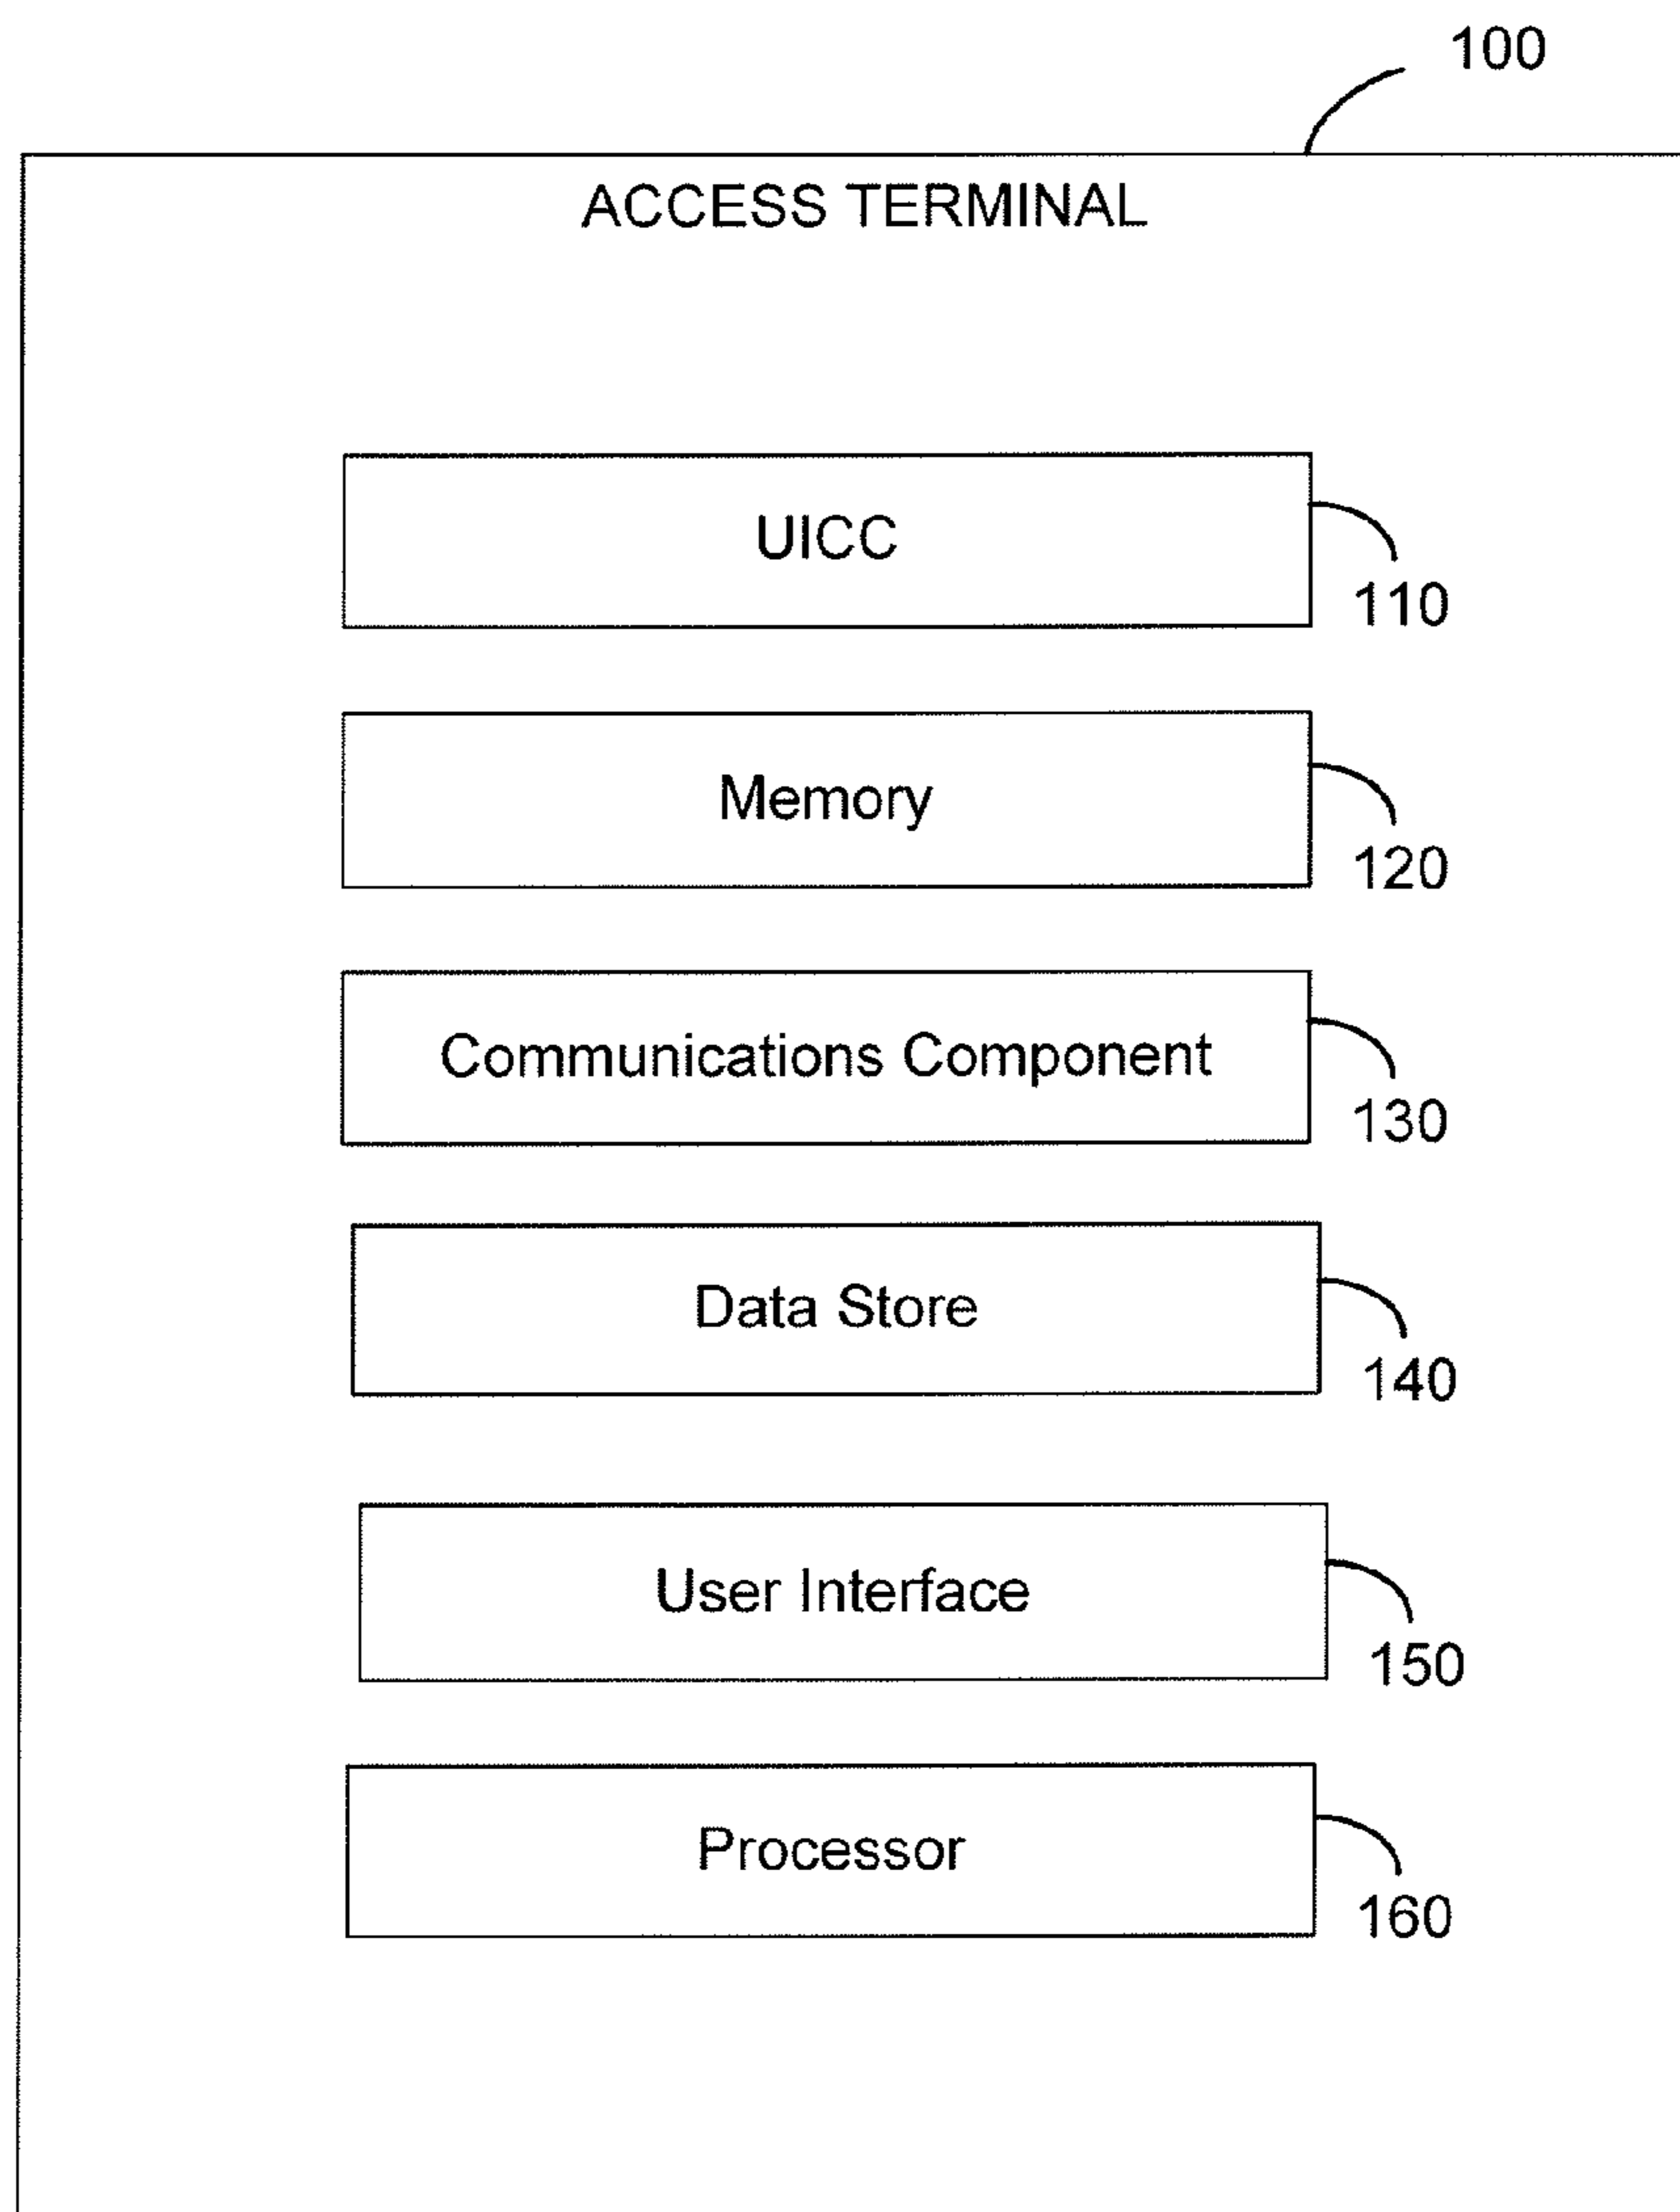 100
ACCESS TERMINAL
UICC
110
Memory
120
Communications Component
130
Data Store
140
User Interface
150
Processor
160